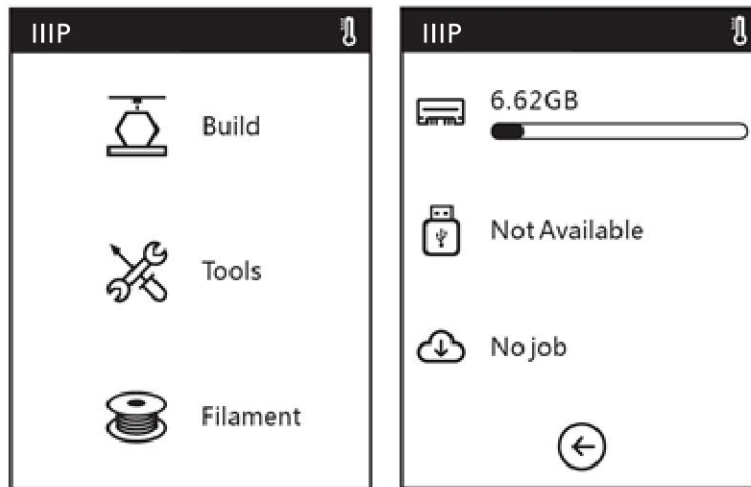 IIIP
Build
Tools
Filament
IIIP
6.62GB
Not Available
No job